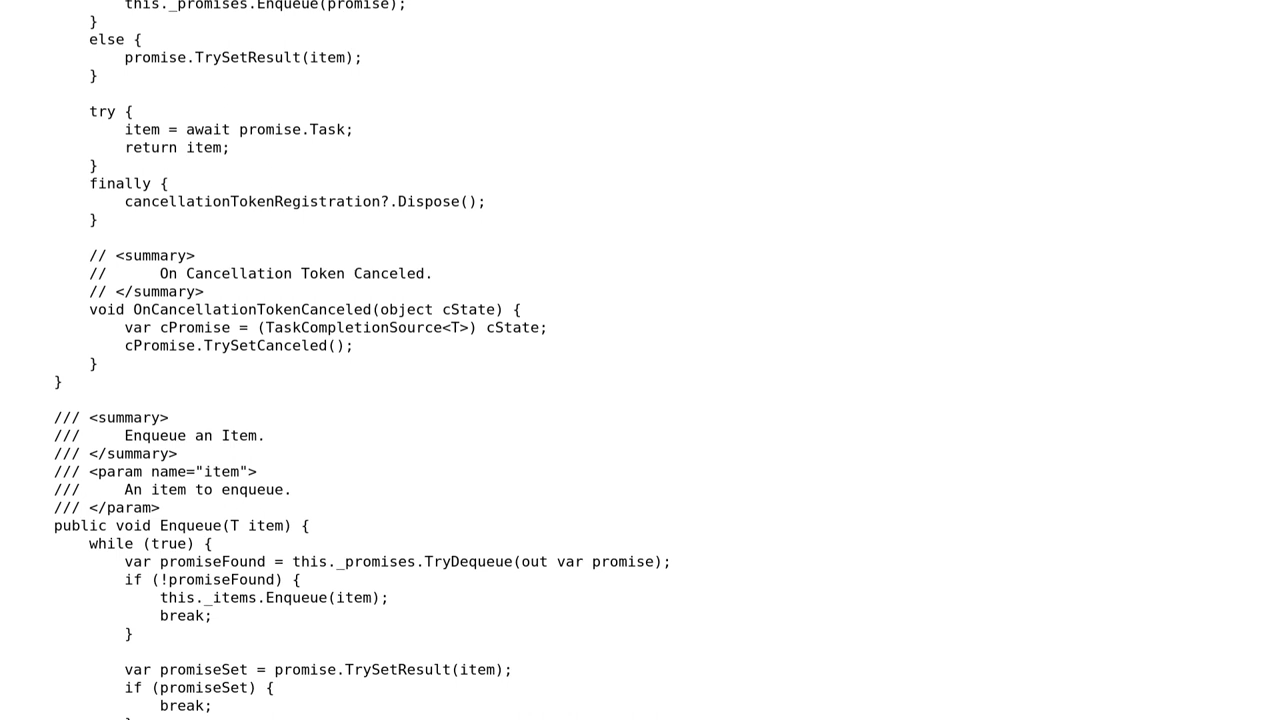 this._promises.Enqueue(promise);
}
else {
promise.TrySetResult(item);
}
try {
item = await promise.Task;
return item;
}
finally {
cancellationTokenRegistration?.Dispose();
}
// <summary>
//      On Cancellation Token Canceled.
// </summary>
void OnCancellationTokenCanceled(object cState) {
var cPromise = (TaskCompletionSource<T>) cState;
cPromise.TrySetCanceled();
}
}
/// <summary>
///     Enqueue an Item.
/// </summary>
/// <param name="item">
///     An item to enqueue.
/// </param>
public void Enqueue(T item) {
while (true) {
var promiseFound = this._promises.TryDequeue(out var promise);
if (!promiseFound) {
this._items.Enqueue(item);
break;
}
var promiseSet = promise.TrySetResult(item);
if (promiseSet) {
break;
}